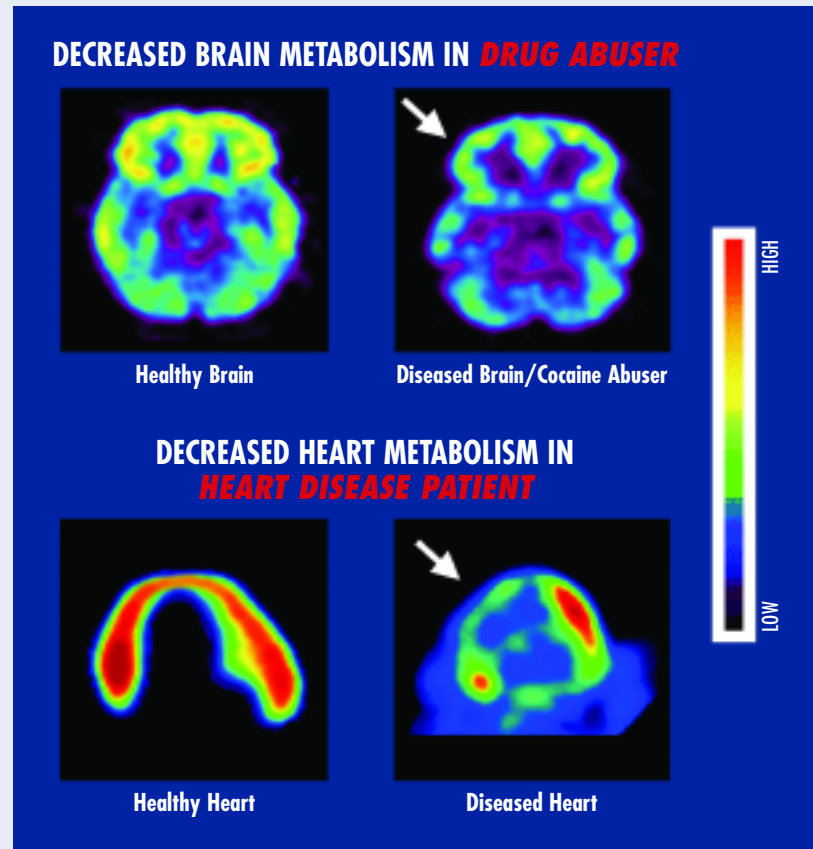 DECREASED BRAIN METABOLISM IN DRUG ABUSER
Healthy Brain
Diseased Brain/Cocaine Abuser
HIGH
LOW
DECREASED HEART METABOLISM IN
HEART DISEASE PATIENT
Healthy Heart
Diseased Heart